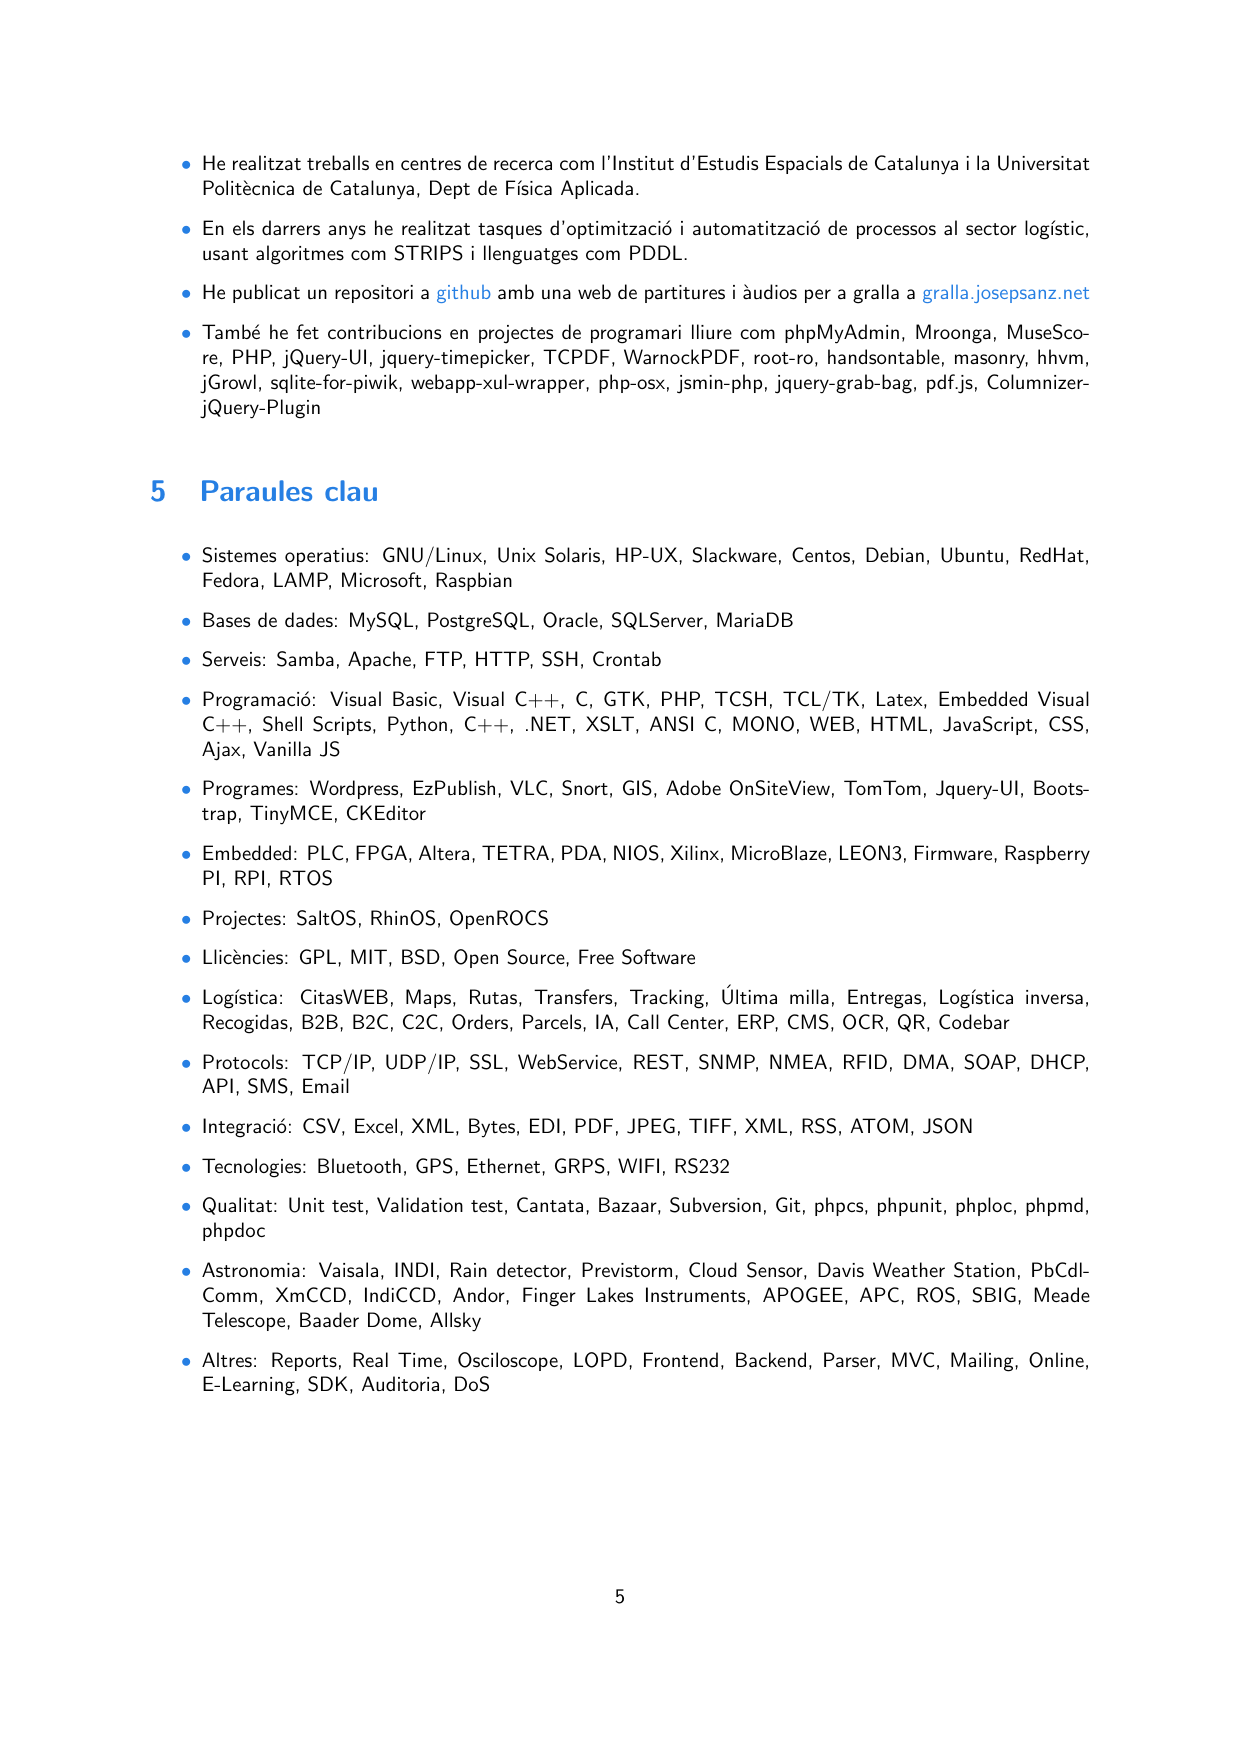 • He realitzat treballs en centres de recerca com l'Institut d'Estudis Espacials de Catalunya i la Universitat
Politècnica de Catalunya, Dept de Física Aplicada.
• En els darrers anys he realitzat tasques d'optimització i automatització de processos al sector logístic,
usant algoritmes com STRIPS i llenguatges com PDDL.
• He publicat un repositori a github amb una web de partitures i àudios per a gralla a gralla.josepsanz.net
• També he fet contribucions en projectes de programari lliure com phpMyAdmin, Mroonga, MuseSco-
re, PHP, jQuery-UI, jquery-timepicker, TCPDF, WarnockPDF, root-ro, handsontable, masonry, hhvm,
jGrowl, sqlite-for-piwik, webapp-xul-wrapper, php-osx, jsmin-php, jquery-grab-bag, pdf.js, Columnizer-
jQuery-Plugin
5 Paraules clau
• Sistemes operatius: GNU/Linux, Unix Solaris, HP-UX, Slackware, Centos, Debian, Ubuntu, RedHat,
Fedora, LAMP, Microsoft, Raspbian
• Bases de dades: MySQL, PostgreSQL, Oracle, SQLServer, MariaDB
• Serveis: Samba, Apache, FTP, HTTP, SSH, Crontab
• Programació: Visual Basic, Visual C++, C, GTK, PHP, TCSH, TCL/TK, Latex, Embedded Visual
C++, Shell Scripts, Python, C++, .NET, XSLT, ANSI C, MONO, WEB, HTML, JavaScript, CSS,
Ajax, Vanilla JS
• Programes: Wordpress, EzPublish, VLC, Snort, GIS, Adobe OnSiteView, TomTom, Jquery-UI, Boots-
trap, TinyMCE, CKEditor
• Embedded: PLC, FPGA, Altera, TETRA, PDA, NIOS, Xilinx, MicroBlaze, LEON3, Firmware, Raspberry
PI, RPI, RTOS
• Projectes: SaltOS, RhinOS, OpenROCS
• Llicències: GPL, MIT, BSD, Open Source, Free Software
• Logística: CitasWEB, Maps, Rutas, Transfers, Tracking, Última milla, Entregas, Logística inversa,
Recogidas, B2B, B2C, C2C, Orders, Parcels, IA, Call Center, ERP, CMS, OCR, QR, Codebar
• Protocols: TCP/IP, UDP/IP, SSL, WebService, REST, SNMP, NMEA, RFID, DMA, SOAP, DHCP,
API, SMS, Email
• Integració: CSV, Excel, XML, Bytes, EDI, PDF, JPEG, TIFF, XML, RSS, ATOM, JSON
• Tecnologies: Bluetooth, GPS, Ethernet, GRPS, WIFI, RS232
• Qualitat: Unit test, Validation test, Cantata, Bazaar, Subversion, Git, phpcs, phpunit, phploc, phpmd,
phpdoc
• Astronomia: Vaisala, INDI, Rain detector, Previstorm, Cloud Sensor, Davis Weather Station, PbCdl-
Comm, XmCCD, IndiCCD, Andor, Finger Lakes Instruments, APOGEE, APC, ROS, SBIG, Meade
Telescope, Baader Dome, Allsky
• Altres: Reports, Real Time, Osciloscope, LOPD, Frontend, Backend, Parser, MVC, Mailing, Online,
E-Learning, SDK, Auditoria, DoS
5